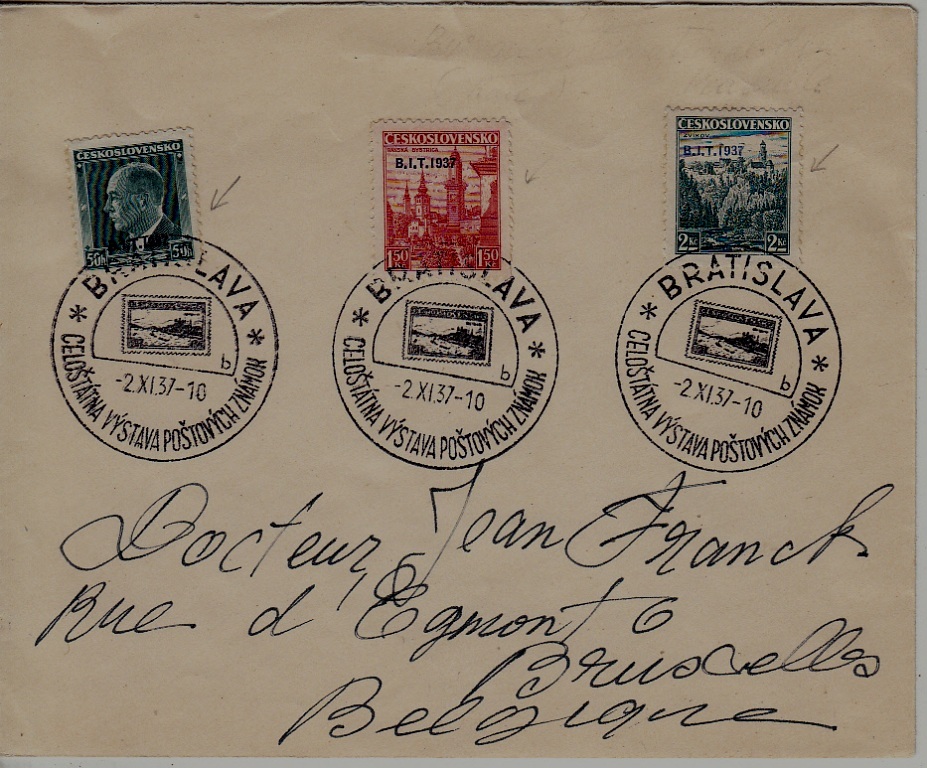 ČESKOSLOVENSKO
50h 50h
ČESKOSLOVENSKO
BANSKÁ BYSTRICA
B.I.T.1937
1 50 Kč 1 50 Kč
ČESKOSLOVENSKO
ZVÍKOV
B.I.T.1937
2 Kč 2 Kč
* BRATISLAVA *
b
-2.XI.37-10
CELOŠTÁTNA VÝSTAVA POŠTOVÝCH ZNÁMOK
* BRATISLAVA *
b
-2.XI.37-10
CELOŠTÁTNA VÝSTAVA POŠTOVÝCH ZNÁMOK
* BRATISLAVA *
b
-2.XI.37-10
CELOŠTÁTNA VÝSTAVA POŠTOVÝCH ZNÁMOK
Docteur, Jean Franck
Rue d'Egmont 6
Bruxelles
Belgique